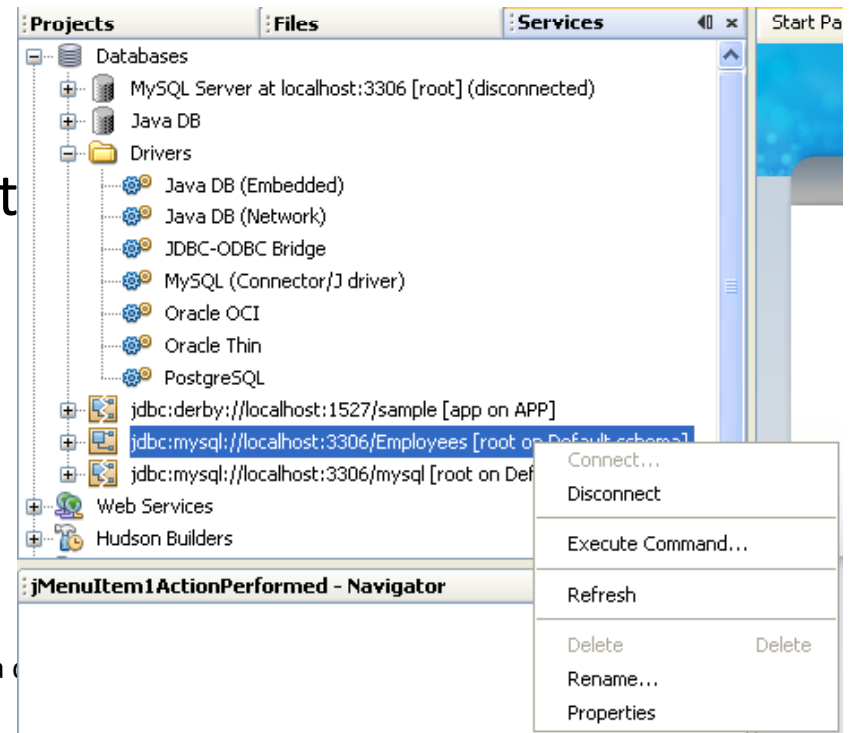 Projects
Files
Services
Start Pa
Databases
MySQL Server at localhost:3306 [root] (disconnected)
Java DB
Drivers
t
Java DB (Embedded)
Java DB (Network)
JDBC-ODBC Bridge
MySQL (Connector/J driver)
Oracle OCI
Oracle Thin
PostgreSQL
jdbc:derby://localhost:1527/sample [app on APP]
jdbc:mysql://localhost:3306/Employees [root on Default schema]
jdbc:mysql://localhost:3306/mysql [root on Def
Web Services
Hudson Builders
Connect...
Disconnect
Execute Command...
Refresh
Delete Delete
Rename...
Properties
jMenuItem1ActionPerformed - Navigator